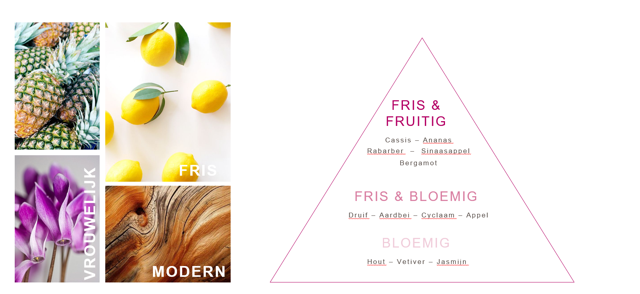 FRIS
VROUWELIJK
MODERN
FRIS &
FRUITIG
Cassis – Ananas
Rabarber – Sinaasappel
Bergamot
FRIS & BLOEMIG
Druif – Aardbei – Cyclaam – Appel
BLOEMIG
Hout – Vetiver – Jasmijn